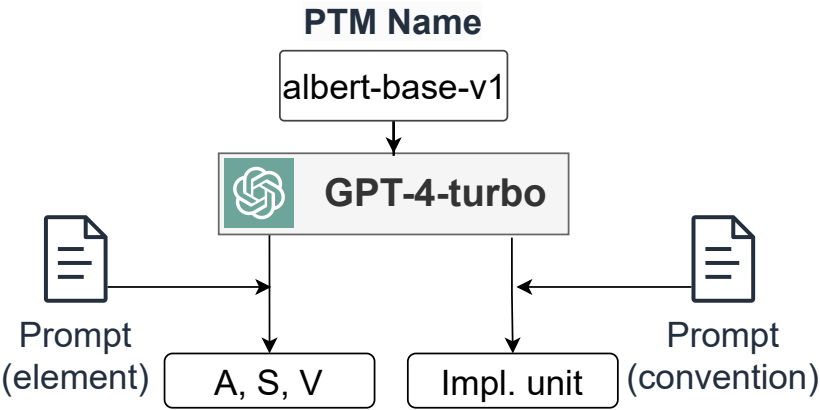 PTM Name
albert-base-v1
GPT-4-turbo
Prompt
(element)
A, S, V
Impl. unit
Prompt
(convention)